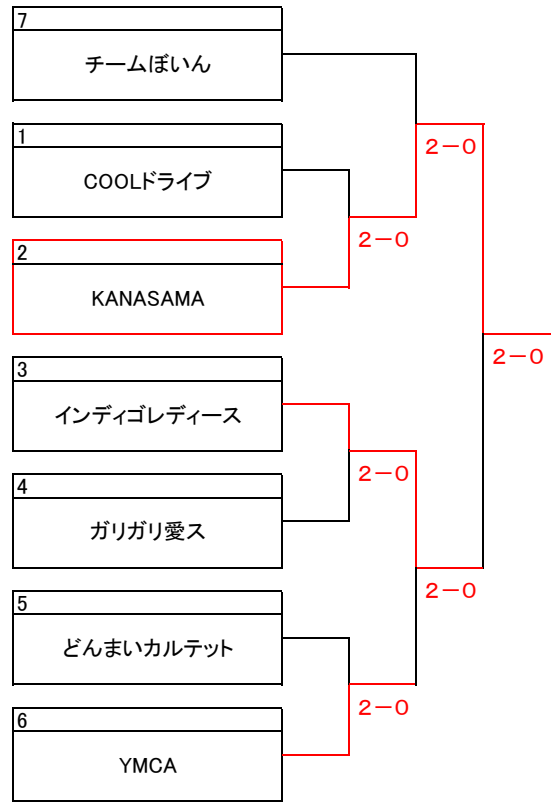 7
チームぼいん
2－0
1
COOLドライブ
2－0
2
KANASAMA
2－0
3
インディゴレディース
2－0
4
ガリガリ愛ス
2－0
5
どんまいカルテット
2－0
6
YMCA